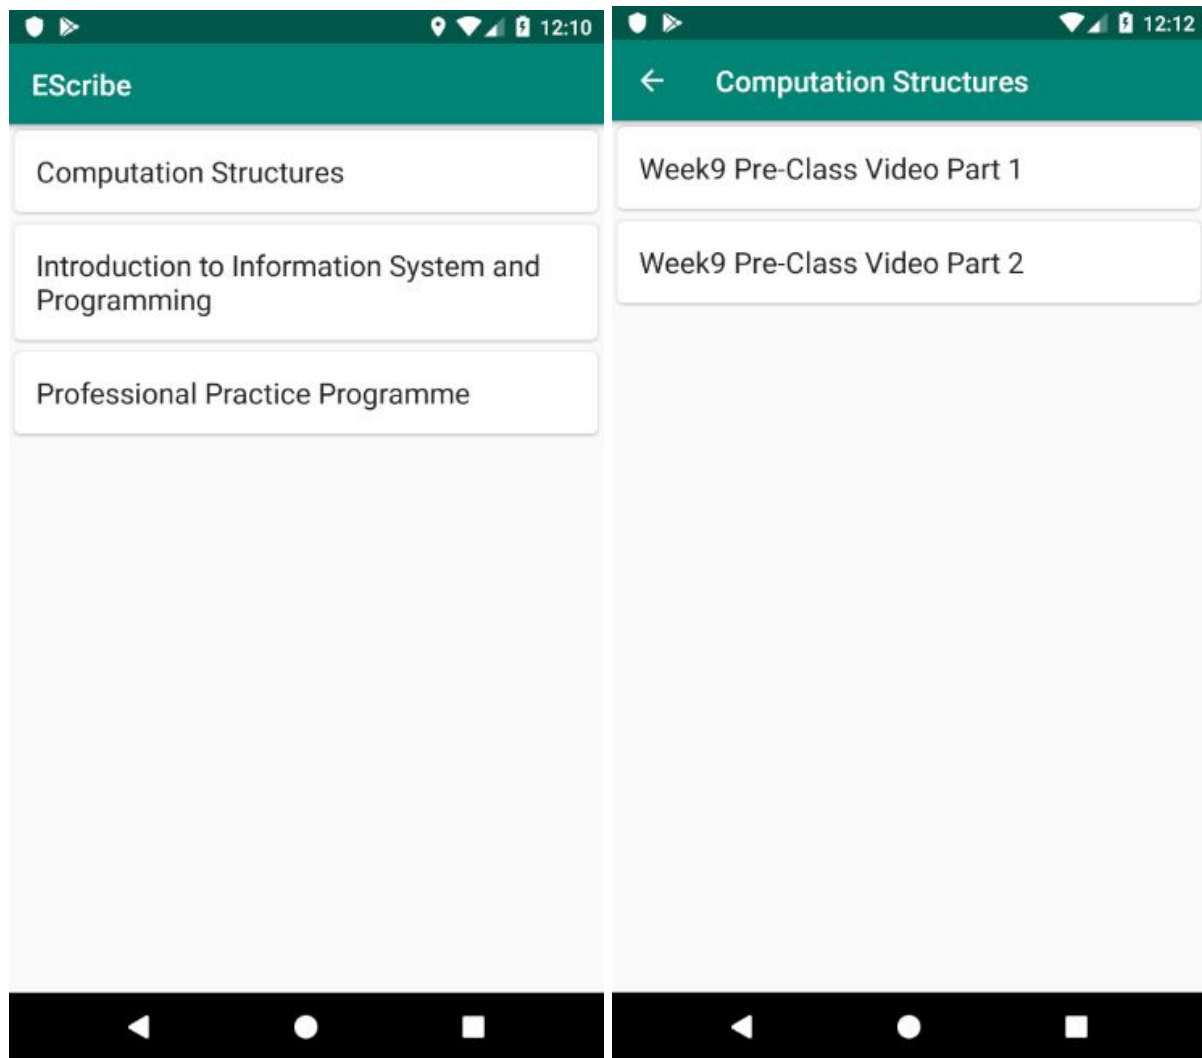 12:10
EScribe
Computation Structures
Introduction to Information System and
Programming
Professional Practice Programme
12:12
Computation Structures
Week9 Pre-Class Video Part 1
Week9 Pre-Class Video Part 2